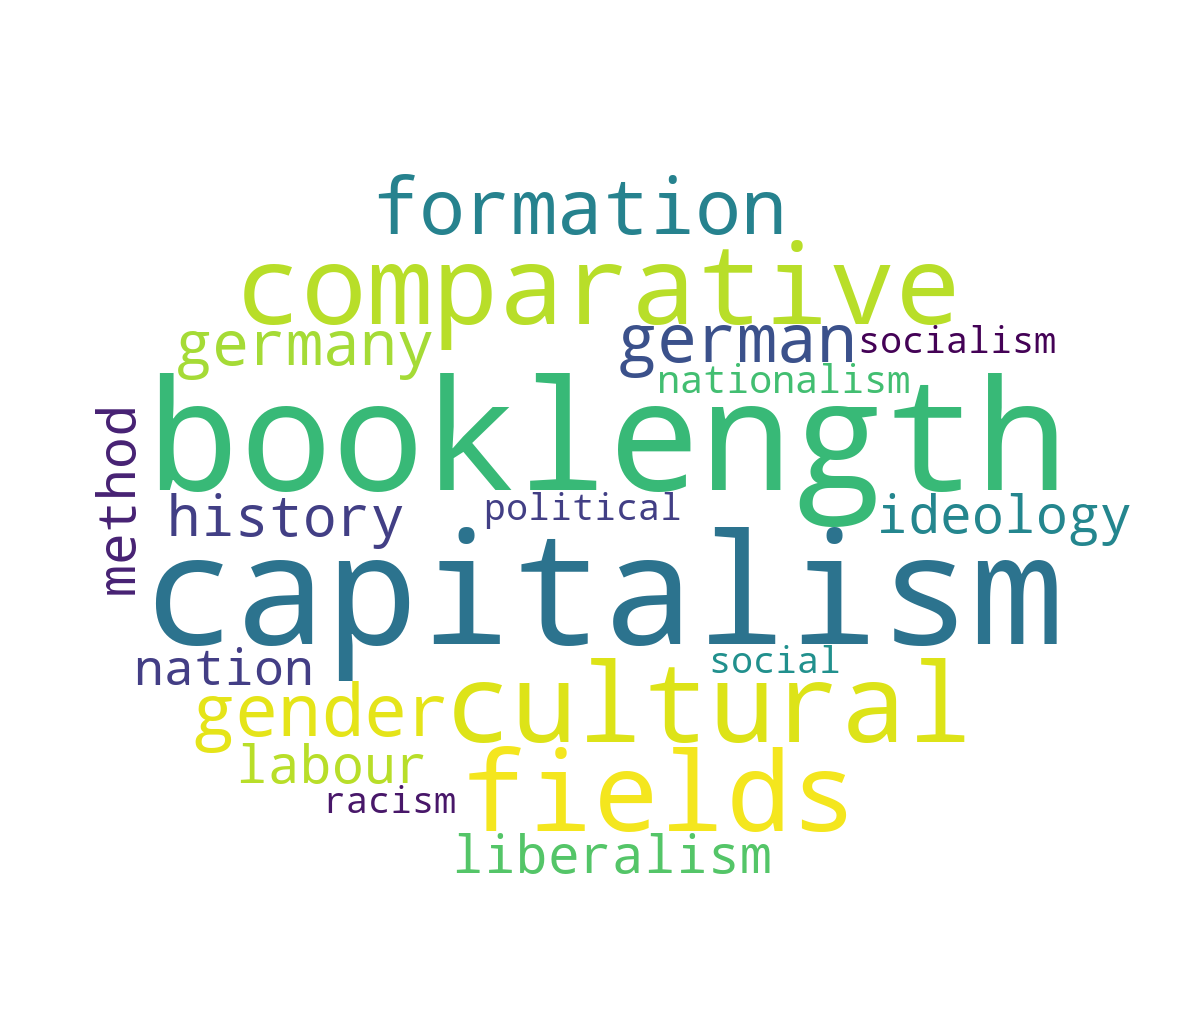 formation
comparative
germany
german
socialism
nationalism
booklength
method
history
political
ideology
capitalism
nation
social
gender
cultural
labour
fields
racism
liberalism